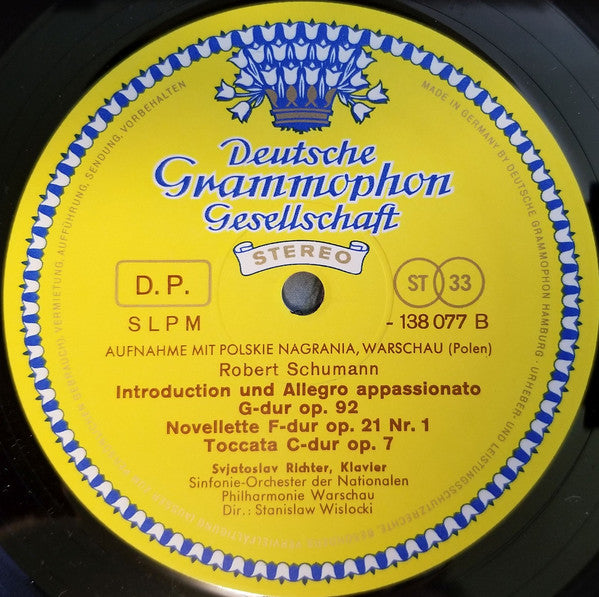 Deutsche
Grammophon
Gesellschaft
STEREO
D.P.
ST 33
SLPM
- 138 077 B
AUFNAHME MIT POLSKIE NAGRANIA, WARSCHAU (Polen)
Robert Schumann
Introduction und Allegro appassionato
G-dur op. 92
Novellette F-dur op. 21 Nr. 1
Toccata C-dur op. 7
Svjatoslav Richter, Klavier
Sinfonie-Orchester der Nationalen
Philharmonie Warschau
Dir.: Stanislaw Wislocki
MADE IN GERMANY BY DEUTSCHE GRAMMOPHON HAMBURG · URHEBER- UND LEISTUNGSSCHUTZRECHTE
VERMIETUNG, AUFFÜHRUNG, SENDUNG, VORBEHALTEN